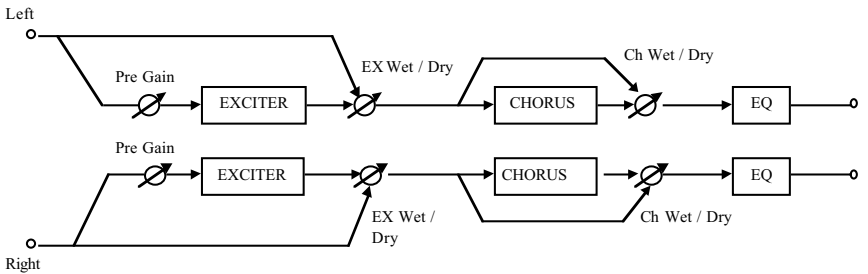 Left
EX Wet / Dry
Ch Wet / Dry
Pre Gain
EXCITER
CHORUS
EQ
Pre Gain
EXCITER
CHORUS
EQ
EX Wet /
Dry
Ch Wet / Dry
Right